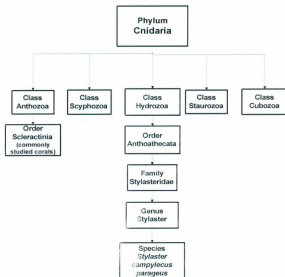 Phylum
Cnidaria
Class
Anthozoa
Class
Scyphozoa
Class
Hydrozoa
Class
Staurozoa
Class
Cubozoa
Order
Scleractinia
(commonly
studied corals)
Order
Anthoathecata
Family
Stylasteridae
Genus
Stylaster
Species
Stylaster
campylecus
parageus